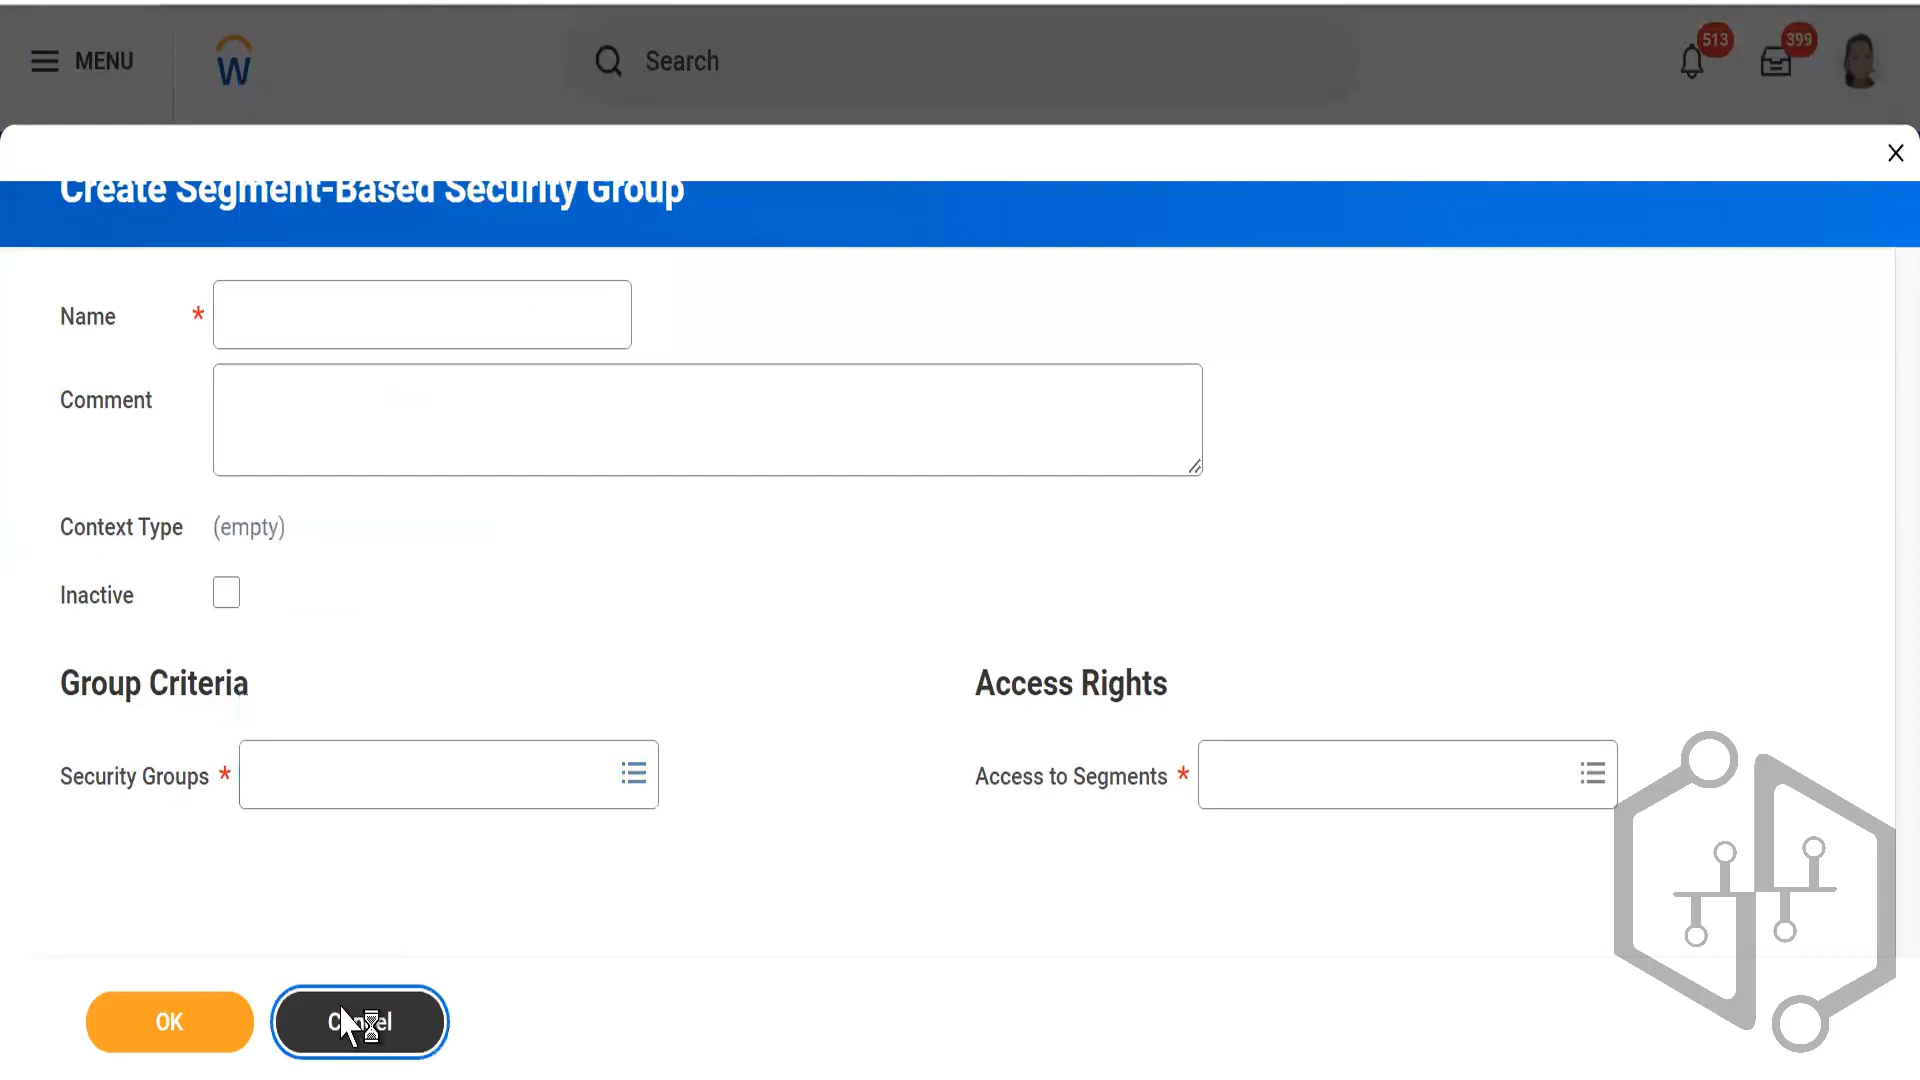 MENU
W
Search
513
399
Create Segment-Based Security Group
Name *
Comment
Context Type (empty)
Inactive
Group Criteria
Access Rights
Security Groups *
Access to Segments *
OK
Cancel